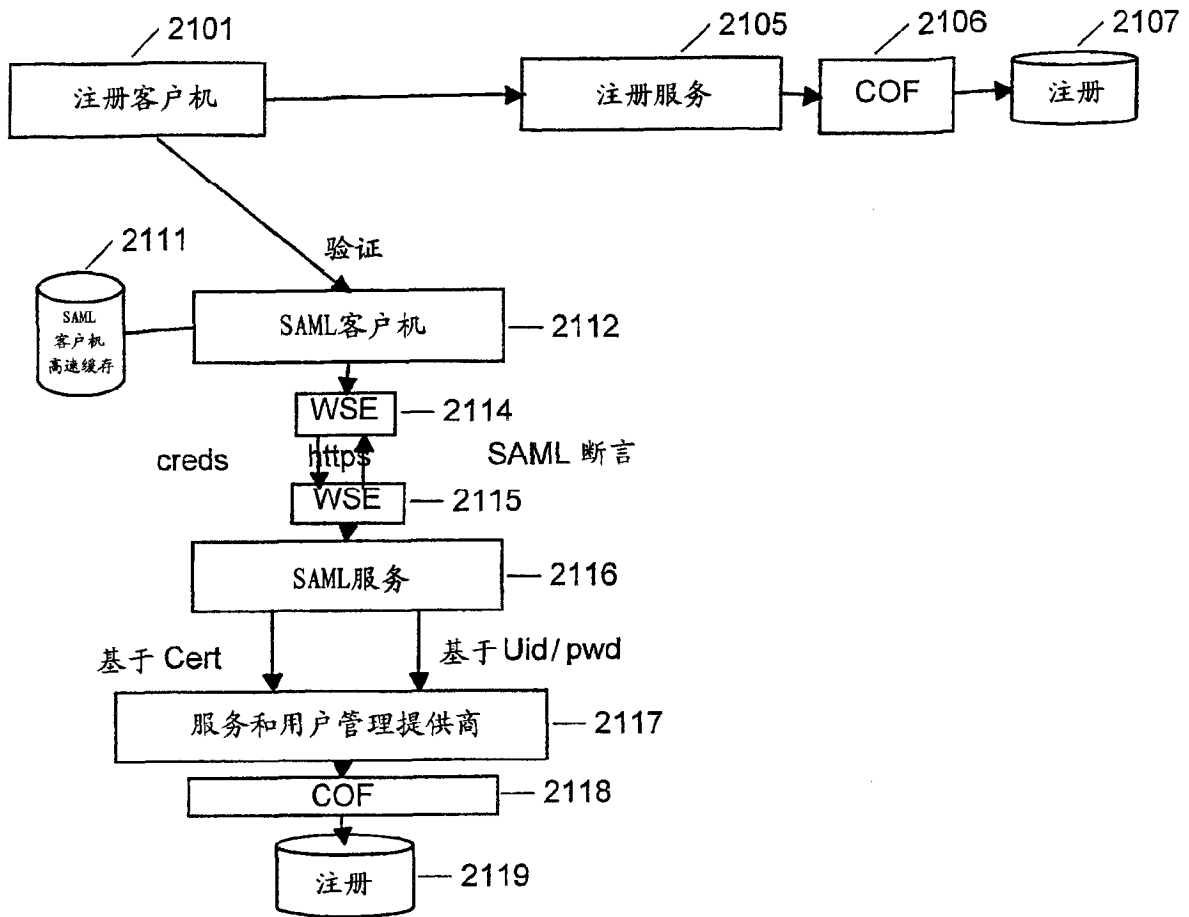 2101
2105
2106
2107
注册客户机
注册服务
COF
注册
2111
验证
SAML
客户机
高速缓存
SAML客户机
2112
WSE
2114
creds
https
SAML 断言
WSE
2115
SAML服务
2116
基于 Cert
基于 Uid/pwd
服务和用户管理提供商
2117
COF
2118
注册
2119